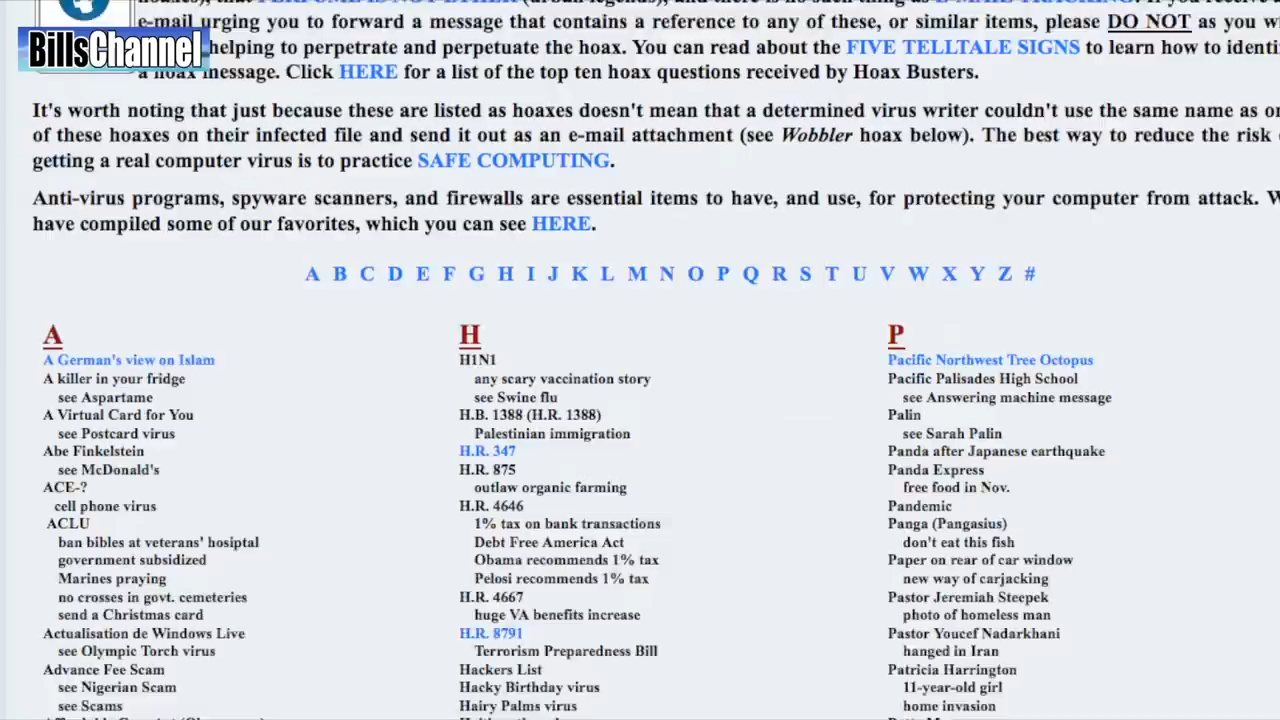 BillsChannel
e-mail urging you to forward a message that contains a reference to any of these, or similar items, please DO NOT as you
helping to perpetrate and perpetuate the hoax. You can read about the FIVE TELLTALE SIGNS to learn how to
a hoax message. Click HERE for a list of the top ten hoax questions received by Hoax Busters.
It's worth noting that just because these are listed as hoaxes doesn't mean that a determined virus writer couldn't use the same name as
of these hoaxes on their infected file and send it out as an e-mail attachment (see Wobbler hoax below). The best way to reduce the risk
getting a real computer virus is to practice SAFE COMPUTING.
Anti-virus programs, spyware scanners, and firewalls are essential items to have, and use, for protecting your computer from attack.
have compiled some of our favorites, which you can see HERE.
A B C D E F G H I J K L M N O P Q R S T U V W X Y Z #
A
A German's view on Islam
A killer in your fridge
see Aspartame
A Virtual Card for You
see Postcard virus
Abe Finkelstein
see McDonald's
ACE-?
cell phone virus
ACLU
ban bibles at veterans' hosiptal
government subsidized
Marines praying
no crosses in govt. cemeteries
send a Christmas card
Actualisation de Windows Live
see Olympic Torch virus
Advance Fee Scam
see Nigerian Scam
see Scams
H
H1N1
any scary vaccination story
see Swine flu
H.B. 1388 (H.R. 1388)
Palestinian immigration
H.R. 347
H.R. 875
outlaw organic farming
H.R. 4646
1% tax on bank transactions
Debt Free America Act
Obama recommends 1% tax
Pelosi recommends 1% tax
H.R. 4667
huge VA benefits increase
H.R. 8791
Terrorism Preparedness Bill
Hackers List
Hacky Birthday virus
Hairy Palms virus
P
Pacific Northwest Tree Octopus
Pacific Palisades High School
see Answering machine message
Palin
see Sarah Palin
Panda after Japanese earthquake
Panda Express
free food in Nov.
Pandemic
Panga (Pangasius)
don't eat this fish
Paper on rear of car window
new way of carjacking
Pastor Jeremiah Steepek
photo of homeless man
Pastor Youcef Nadarkhani
hanged in Iran
Patricia Harrington
11-year-old girl
home invasion